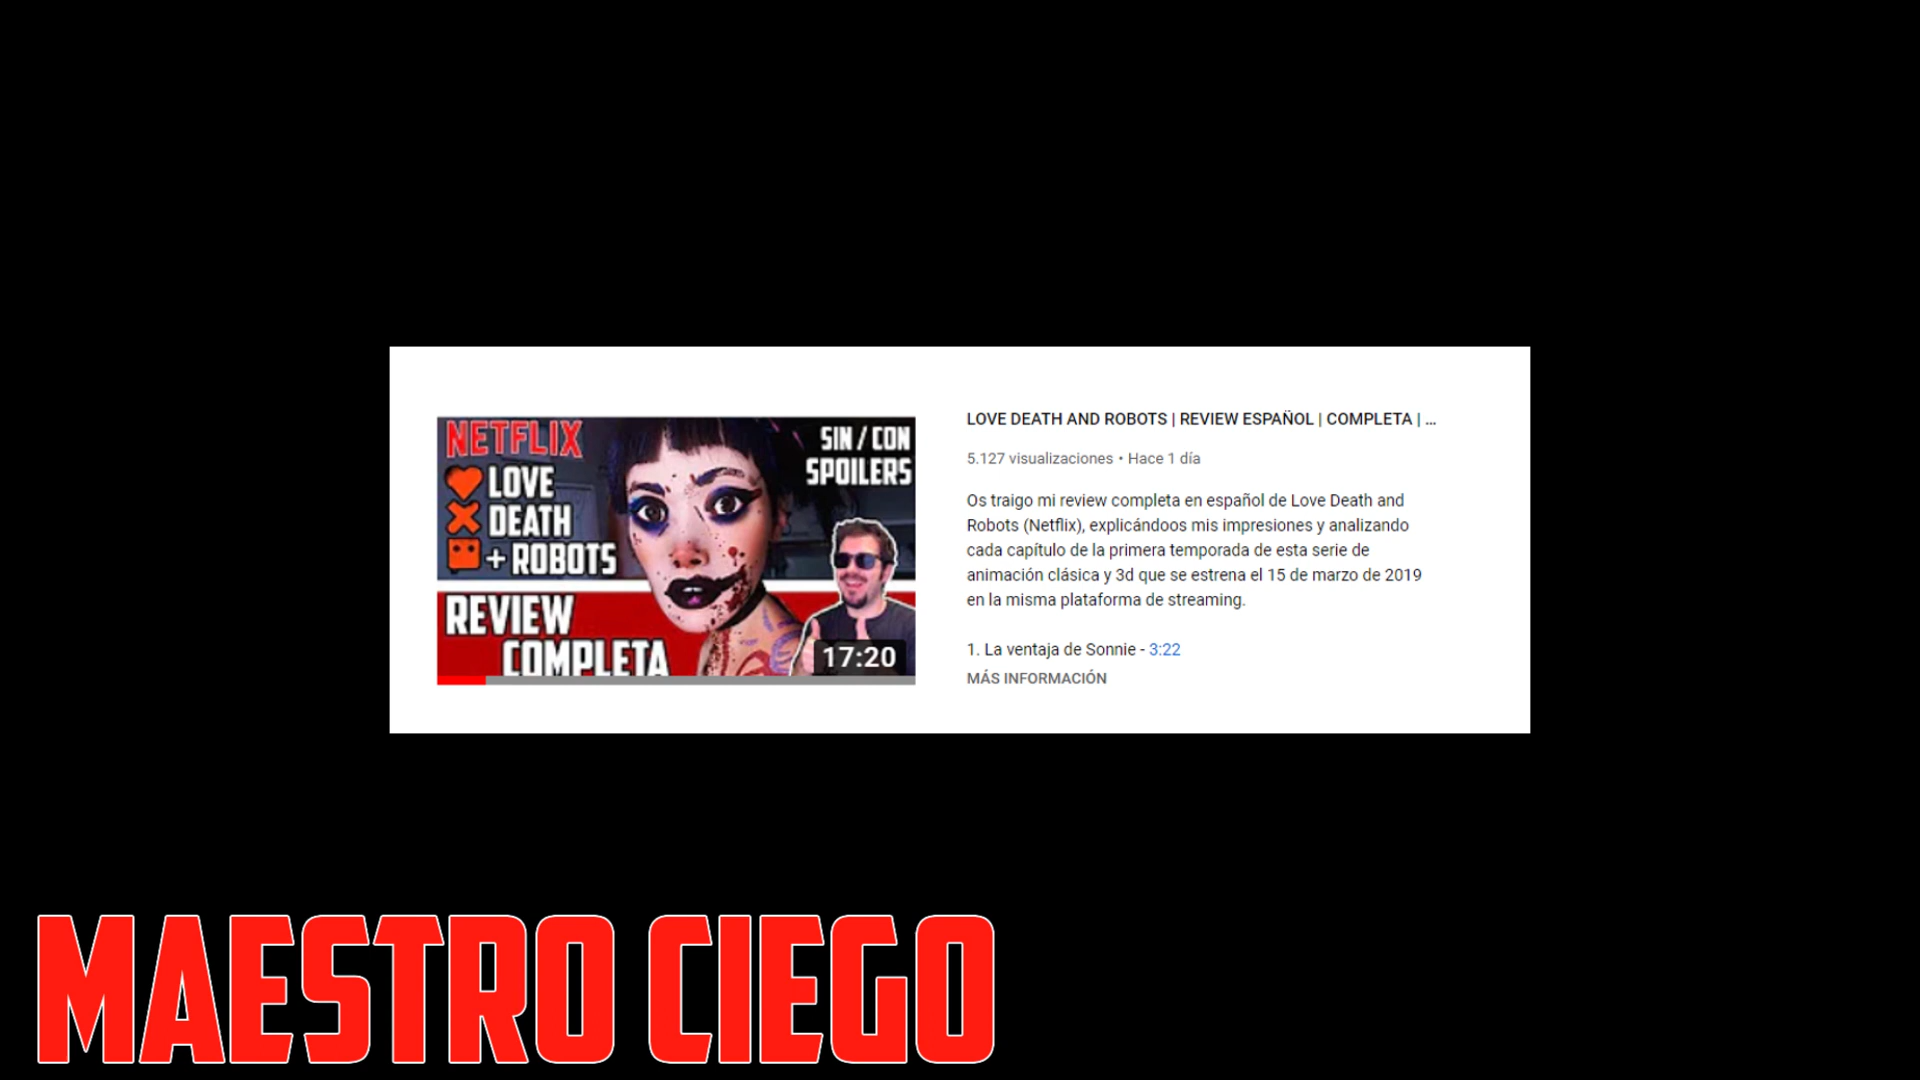 NETFLIX
LOVE
DEATH
+ ROBOTS
SIN / CON
SPOILERS
REVIEW
COMPLETA
17:20
LOVE DEATH AND ROBOTS | REVIEW ESPAÑOL | COMPLETA | ...
5.127 visualizaciones • Hace 1 día
Os traigo mi review completa en español de Love Death and
Robots (Netflix), explicándoos mis impresiones y analizando
cada capítulo de la primera temporada de esta serie de
animación clásica y 3d que se estrena el 15 de marzo de 2019
en la misma plataforma de streaming.
1. La ventaja de Sonnie - 3:22
MÁS INFORMACIÓN
MAESTRO CIEGO